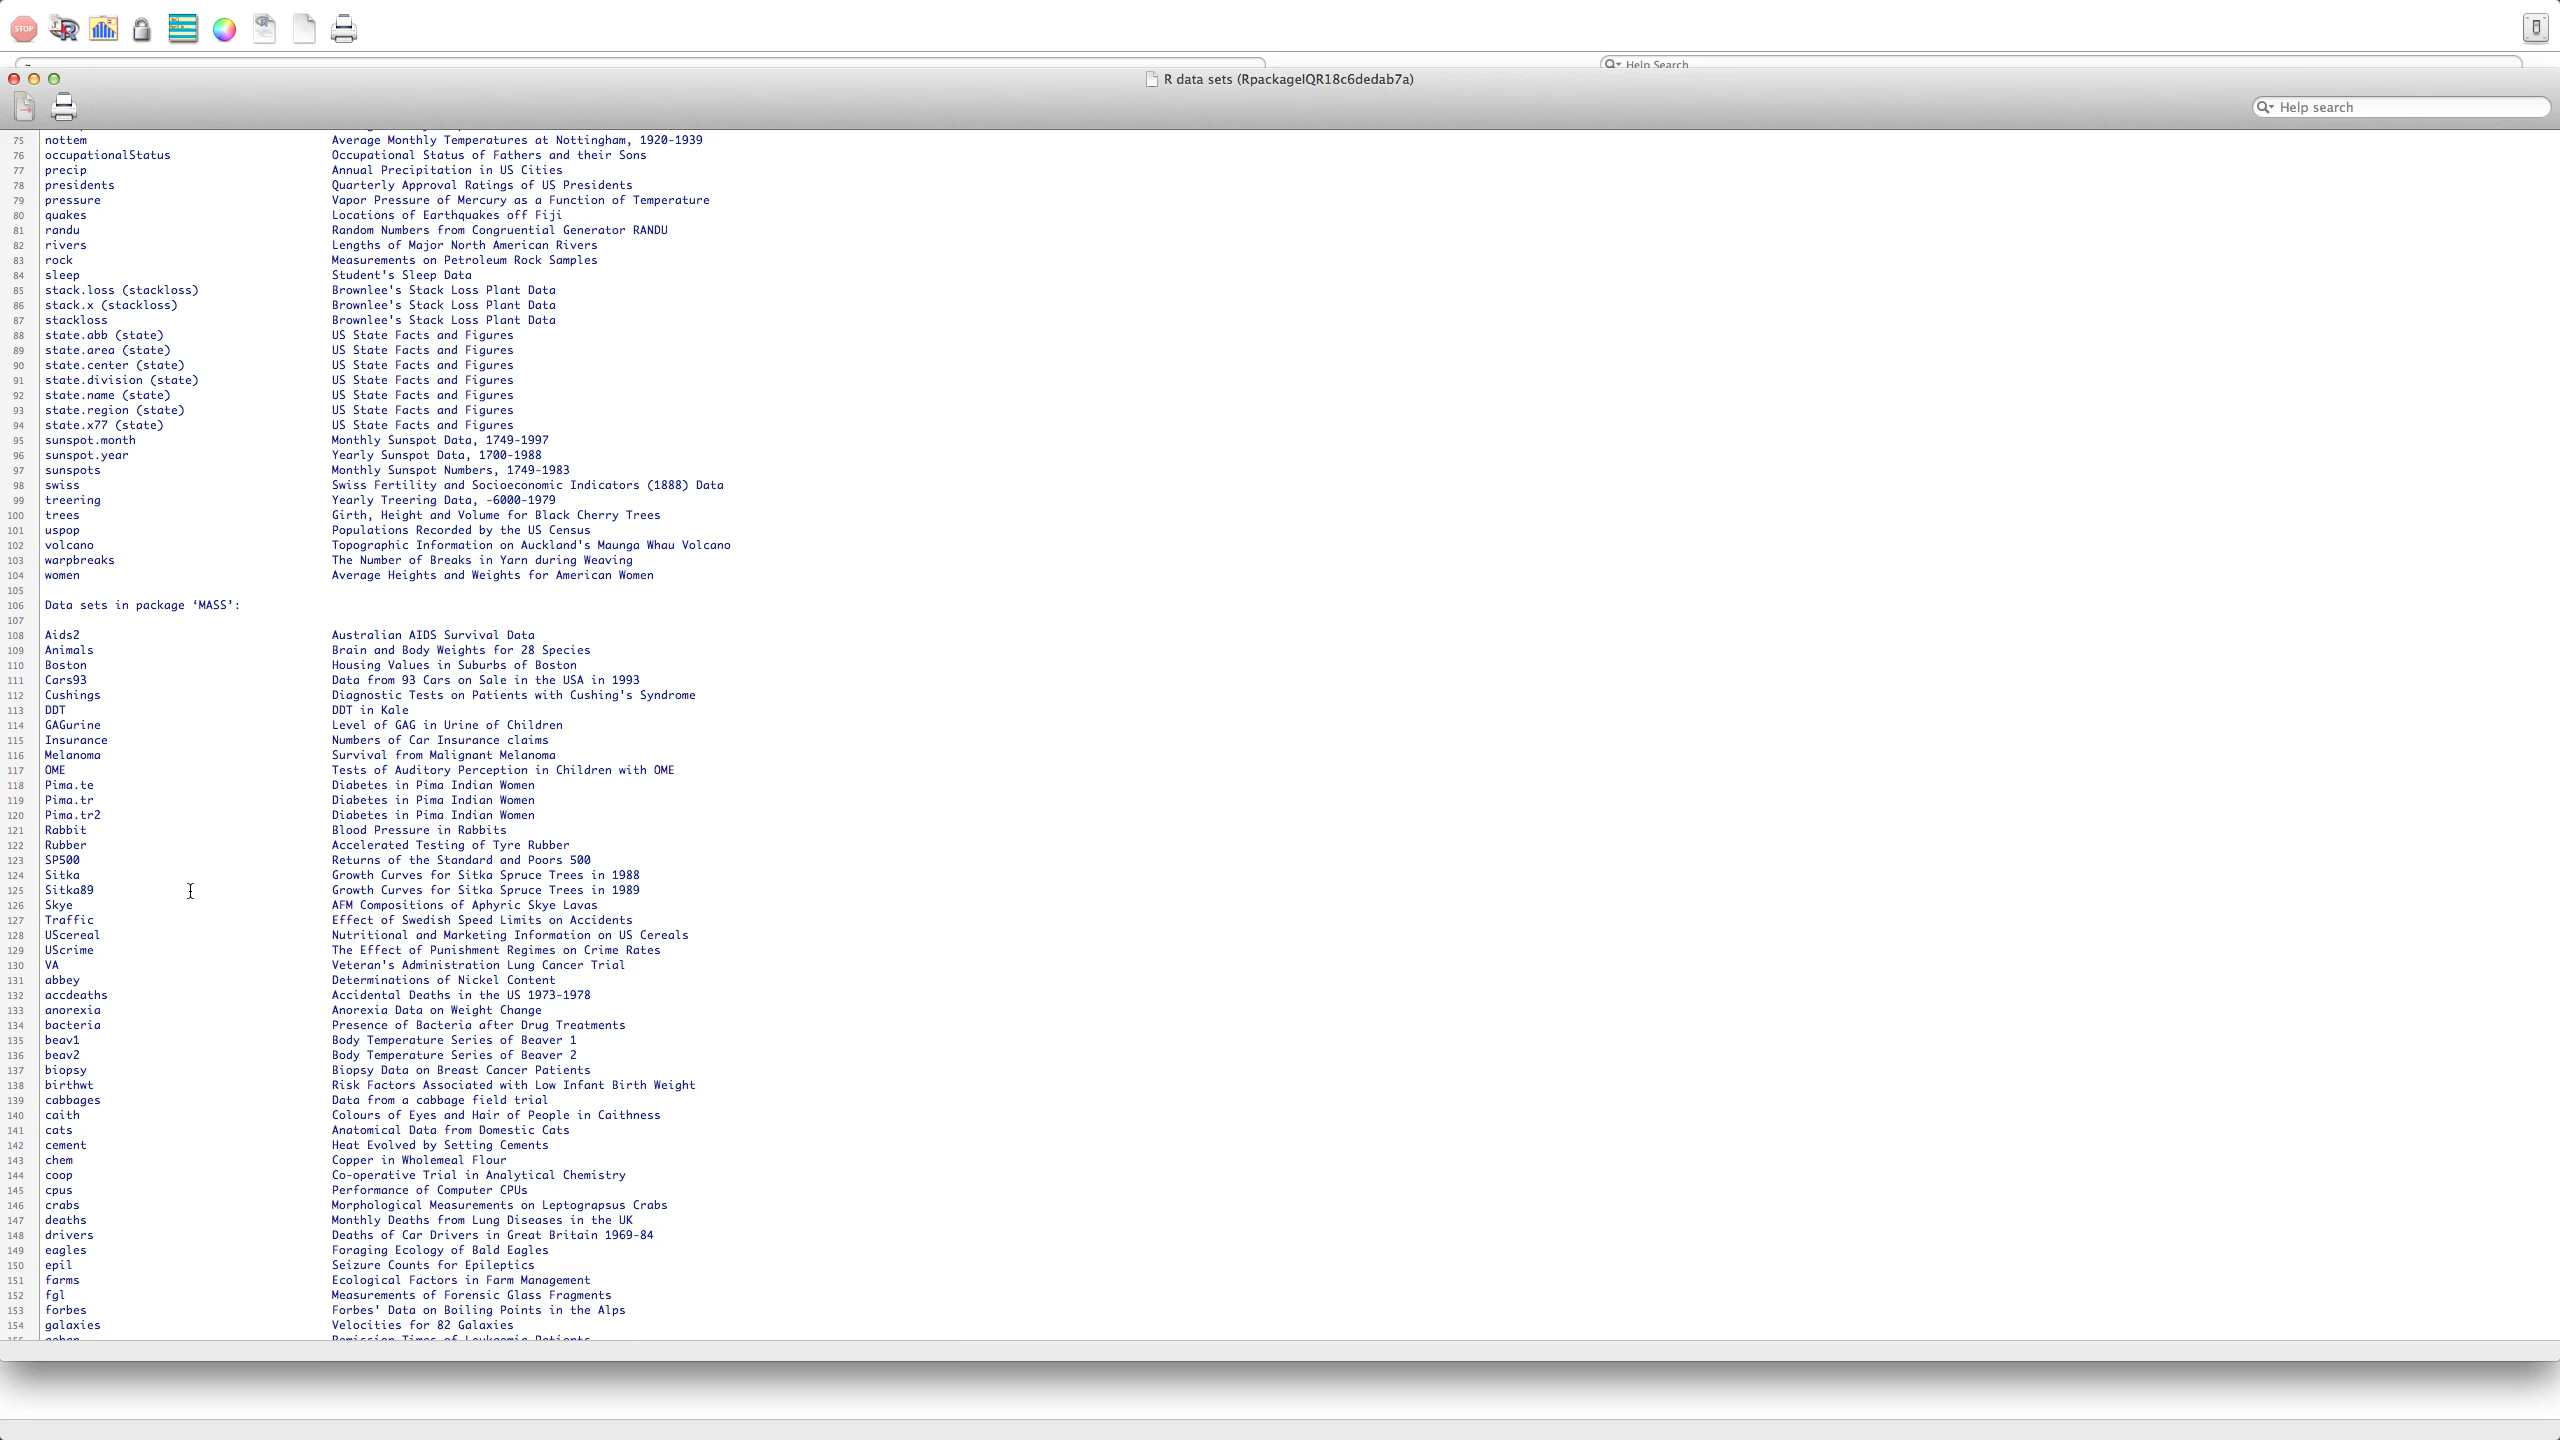 STOP
Help Search
R data sets (RpackageIQR18c6dedab7a)
Help search
75 nottem Average Monthly Temperatures at Nottingham, 1920-1939
76 occupationalStatus Occupational Status of Fathers and their Sons
77 precip Annual Precipitation in US Cities
78 presidents Quarterly Approval Ratings of US Presidents
79 pressure Vapor Pressure of Mercury as a Function of Temperature
80 quakes Locations of Earthquakes off Fiji
81 randu Random Numbers from Congruential Generator RANDU
82 rivers Lengths of Major North American Rivers
83 rock Measurements on Petroleum Rock Samples
84 sleep Student's Sleep Data
85 stack.loss (stackloss) Brownlee's Stack Loss Plant Data
86 stack.x (stackloss) Brownlee's Stack Loss Plant Data
87 stackloss Brownlee's Stack Loss Plant Data
88 state.abb (state) US State Facts and Figures
89 state.area (state) US State Facts and Figures
90 state.center (state) US State Facts and Figures
91 state.division (state) US State Facts and Figures
92 state.name (state) US State Facts and Figures
93 state.region (state) US State Facts and Figures
94 state.x77 (state) US State Facts and Figures
95 sunspot.month Monthly Sunspot Data, 1749-1997
96 sunspot.year Yearly Sunspot Data, 1700-1988
97 sunspots Monthly Sunspot Numbers, 1749-1983
98 swiss Swiss Fertility and Socioeconomic Indicators (1888) Data
99 treering Yearly Treering Data, -6000-1979
100 trees Girth, Height and Volume for Black Cherry Trees
101 uspop Populations Recorded by the US Census
102 volcano Topographic Information on Auckland's Maunga Whau Volcano
103 warpbreaks The Number of Breaks in Yarn during Weaving
104 women Average Heights and Weights for American Women
105
106 Data sets in package ‘MASS’:
107
108 Aids2 Australian AIDS Survival Data
109 Animals Brain and Body Weights for 28 Species
110 Boston Housing Values in Suburbs of Boston
111 Cars93 Data from 93 Cars on Sale in the USA in 1993
112 Cushings Diagnostic Tests on Patients with Cushing's Syndrome
113 DDT DDT in Kale
114 GAGurine Level of GAG in Urine of Children
115 Insurance Numbers of Car Insurance claims
116 Melanoma Survival from Malignant Melanoma
117 OME Tests of Auditory Perception in Children with OME
118 Pima.te Diabetes in Pima Indian Women
119 Pima.tr Diabetes in Pima Indian Women
120 Pima.tr2 Diabetes in Pima Indian Women
121 Rabbit Blood Pressure in Rabbits
122 Rubber Accelerated Testing of Tyre Rubber
123 SP500 Returns of the Standard and Poors 500
124 Sitka Growth Curves for Sitka Spruce Trees in 1988
125 Sitka89 Growth Curves for Sitka Spruce Trees in 1989
126 Skye AFM Compositions of Aphyric Skye Lavas
127 Traffic Effect of Swedish Speed Limits on Accidents
128 UScereal Nutritional and Marketing Information on US Cereals
129 UScrime The Effect of Punishment Regimes on Crime Rates
130 VA Veteran's Administration Lung Cancer Trial
131 abbey Determinations of Nickel Content
132 accdeaths Accidental Deaths in the US 1973-1978
133 anorexia Anorexia Data on Weight Change
134 bacteria Presence of Bacteria after Drug Treatments
135 beav1 Body Temperature Series of Beaver 1
136 beav2 Body Temperature Series of Beaver 2
137 biopsy Biopsy Data on Breast Cancer Patients
138 birthwt Risk Factors Associated with Low Infant Birth Weight
139 cabbages Data from a cabbage field trial
140 caith Colours of Eyes and Hair of People in Caithness
141 cats Anatomical Data from Domestic Cats
142 cement Heat Evolved by Setting Cements
143 chem Copper in Wholemeal Flour
144 coop Co-operative Trial in Analytical Chemistry
145 cpus Performance of Computer CPUs
146 crabs Morphological Measurements on Leptograpsus Crabs
147 deaths Monthly Deaths from Lung Diseases in the UK
148 drivers Deaths of Car Drivers in Great Britain 1969-84
149 eagles Foraging Ecology of Bald Eagles
150 epil Seizure Counts for Epileptics
151 farms Ecological Factors in Farm Management
152 fgl Measurements of Forensic Glass Fragments
153 forbes Forbes' Data on Boiling Points in the Alps
154 galaxies Velocities for 82 Galaxies